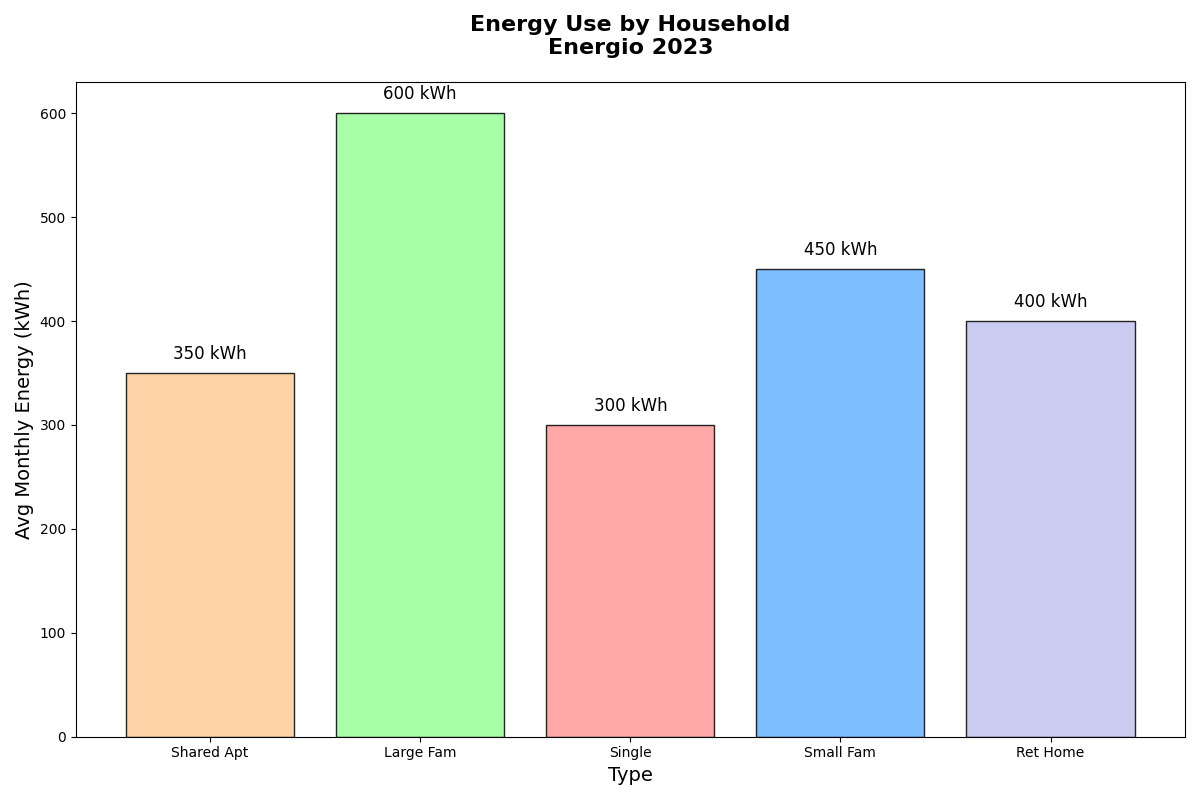 Energy Use by Household
Energio 2023
Avg Monthly Energy (kWh)
600
500
400
300
200
100
0
350 kWh
600 kWh
300 kWh
450 kWh
400 kWh
Shared Apt
Large Fam
Single
Small Fam
Ret Home
Type